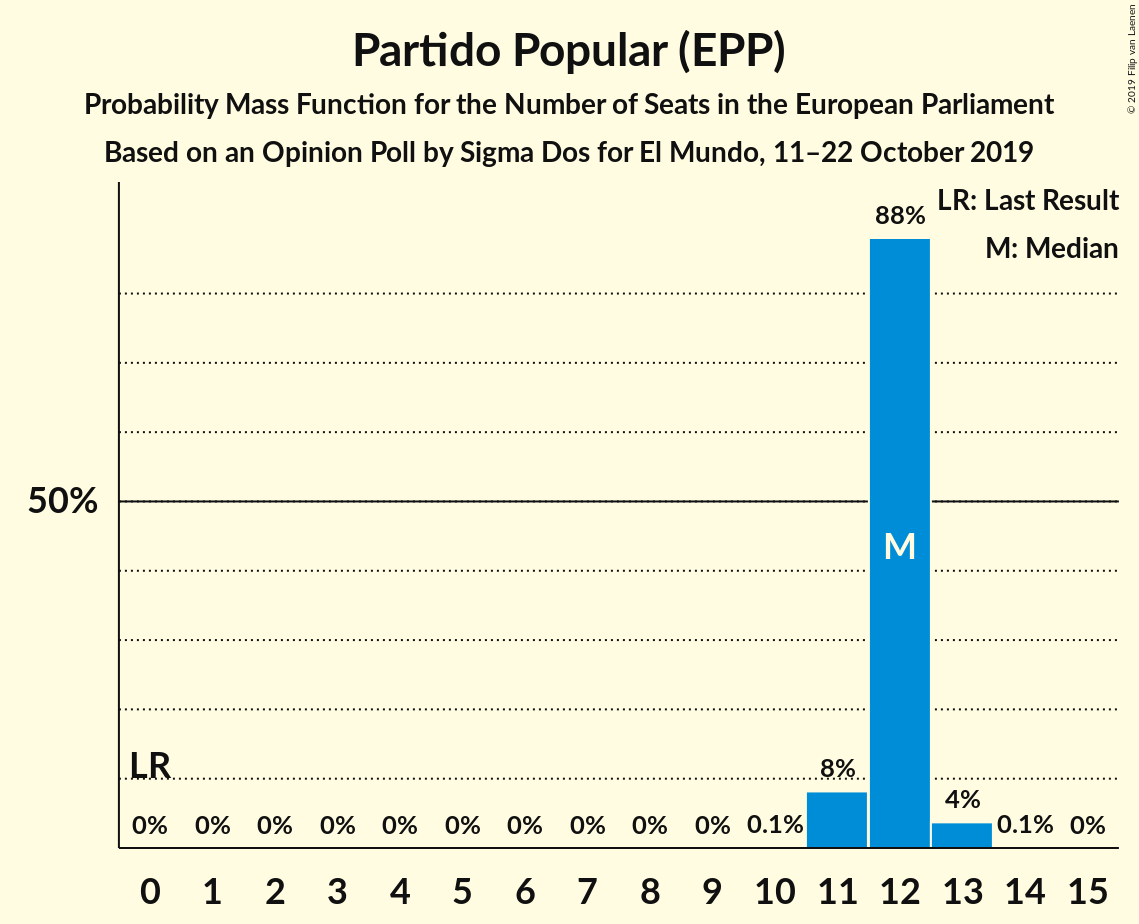 Partido Popular (EPP)
Probability Mass Function for the Number of Seats in the European Parliament
Based on an Opinion Poll by Sigma Dos for El Mundo, 11–22 October 2019
© 2019 Filip van Laenen
LR: Last Result
M: Median
88%
50%
M
LR
8%
4%
0% 0% 0% 0% 0% 0% 0% 0% 0% 0% 0.1% 0.1% 0%
0 1 2 3 4 5 6 7 8 9 10 11 12 13 14 15